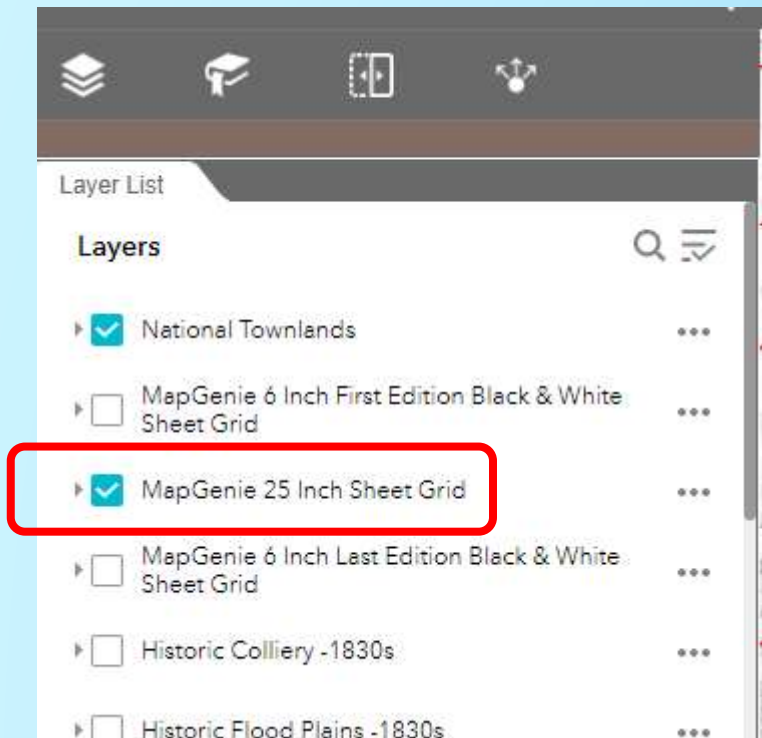 Layer List
Layers
National Townlands
MapGenie 6 Inch First Edition Black & White
Sheet Grid
MapGenie 25 Inch Sheet Grid
MapGenie 6 Inch Last Edition Black & White
Sheet Grid
Historic Colliery -1830s
Historic Flood Plains -1830s